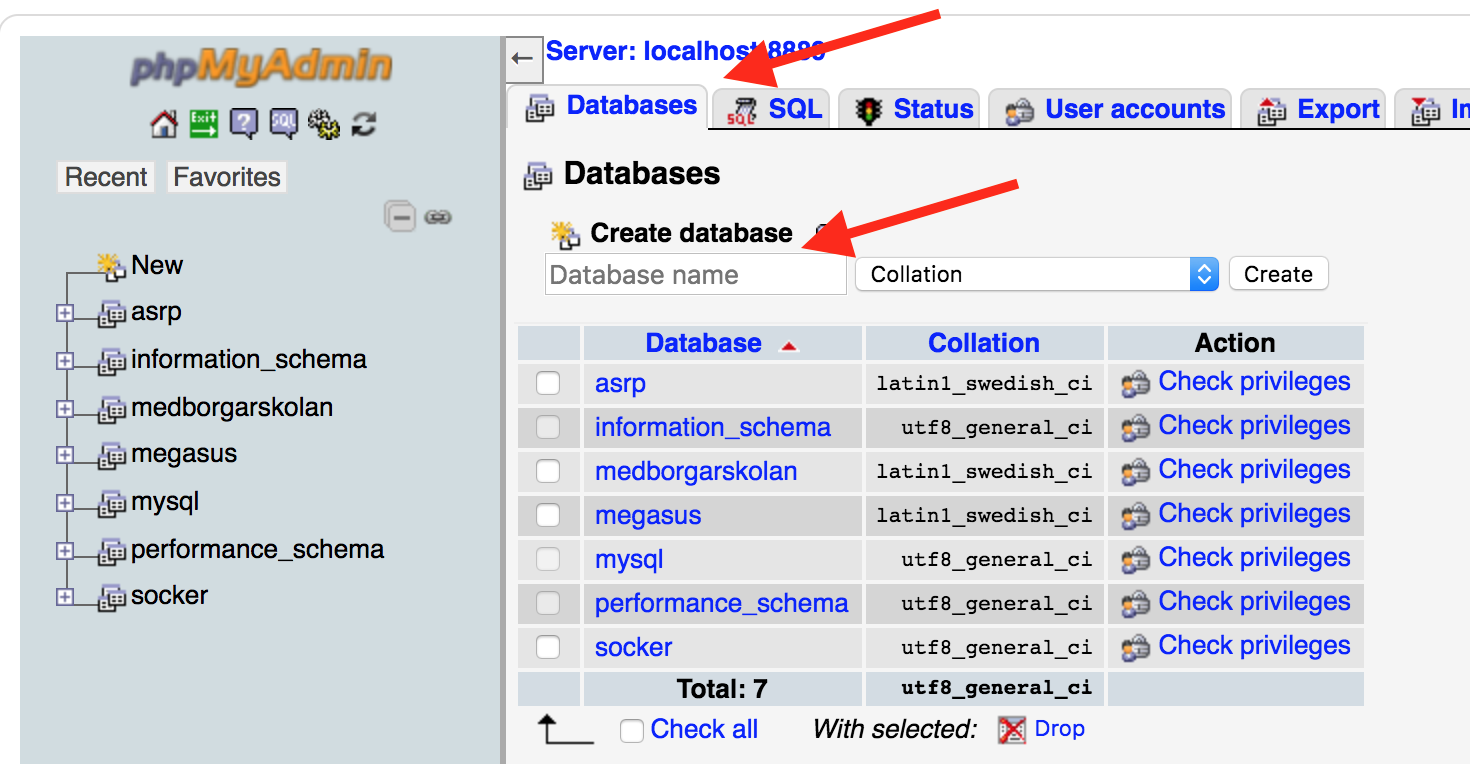 phpMyAdmin
Exit
SQL
Recent Favorites
New
asrp
information_schema
medborgarskolan
megasus
mysql
performance_schema
socker
Server: localhost:8889
Databases SQL Status User accounts Export
Databases
Create database
Database name Collation Create
Database Collation Action
asrp latin1_swedish_ci Check privileges
information_schema utf8_general_ci Check privileges
medborgarskolan latin1_swedish_ci Check privileges
megasus latin1_swedish_ci Check privileges
mysql utf8_general_ci Check privileges
performance_schema utf8_general_ci Check privileges
socker utf8_general_ci Check privileges
Total: 7 utf8_general_ci
Check all With selected: Drop